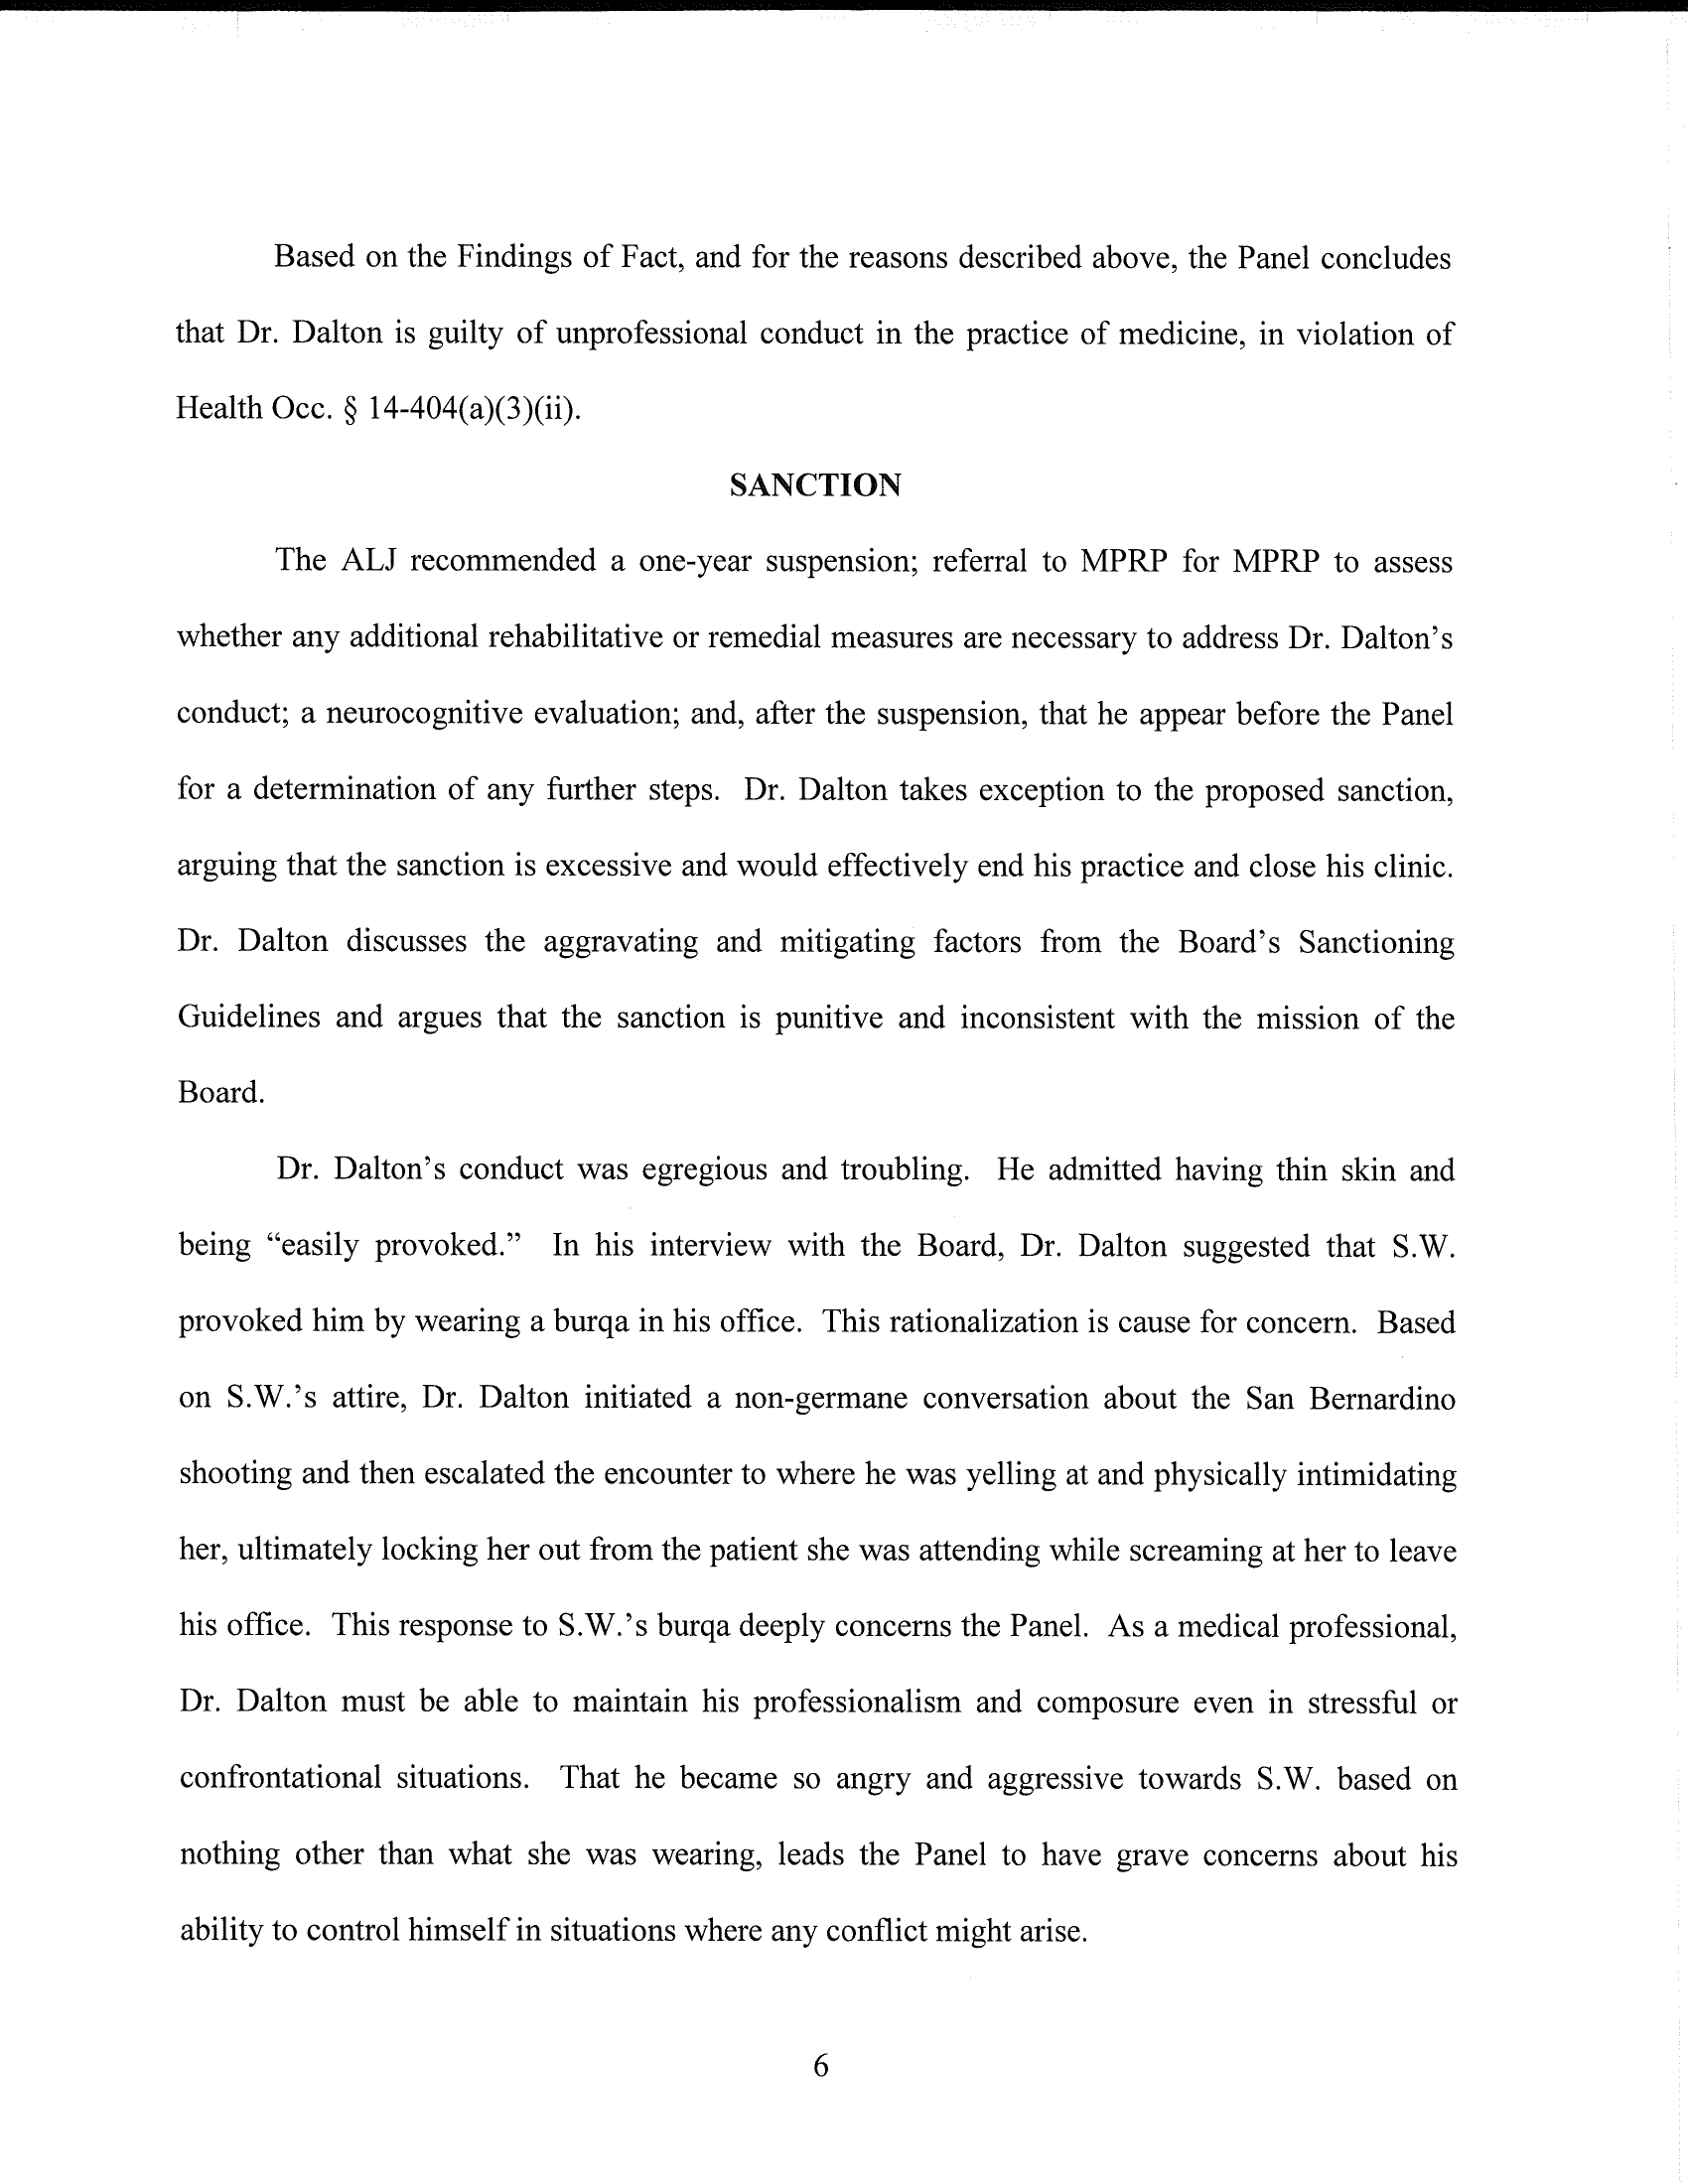 Based on the Findings of Fact, and for the reasons described above, the Panel concludes
that Dr. Dalton is guilty of unprofessional conduct in the practice of medicine, in violation of
Health Occ. § 14-404(a)(3)(ii).
SANCTION
The ALJ recommended a one-year suspension; referral to MPRP for MPRP to assess
whether any additional rehabilitative or remedial measures are necessary to address Dr. Dalton's
conduct; a neurocognitive evaluation; and, after the suspension, that he appear before the Panel
for a determination of any further steps. Dr. Dalton takes exception to the proposed sanction,
arguing that the sanction is excessive and would effectively end his practice and close his clinic.
Dr. Dalton discusses the aggravating and mitigating factors from the Board's Sanctioning
Guidelines and argues that the sanction is punitive and inconsistent with the mission of the
Board.
Dr. Dalton's conduct was egregious and troubling. He admitted having thin skin and
being “easily provoked.” In his interview with the Board, Dr. Dalton suggested that S.W.
provoked him by wearing a burqa in his office. This rationalization is cause for concern. Based
on S.W.'s attire, Dr. Dalton initiated a non-germane conversation about the San Bernardino
shooting and then escalated the encounter to where he was yelling at and physically intimidating
her, ultimately locking her out from the patient she was attending while screaming at her to leave
his office. This response to S.W.'s burqa deeply concerns the Panel. As a medical professional,
Dr. Dalton must be able to maintain his professionalism and composure even in stressful or
confrontational situations. That he became so angry and aggressive towards S.W. based on
nothing other than what she was wearing, leads the Panel to have grave concerns about his
ability to control himself in situations where any conflict might arise.
6